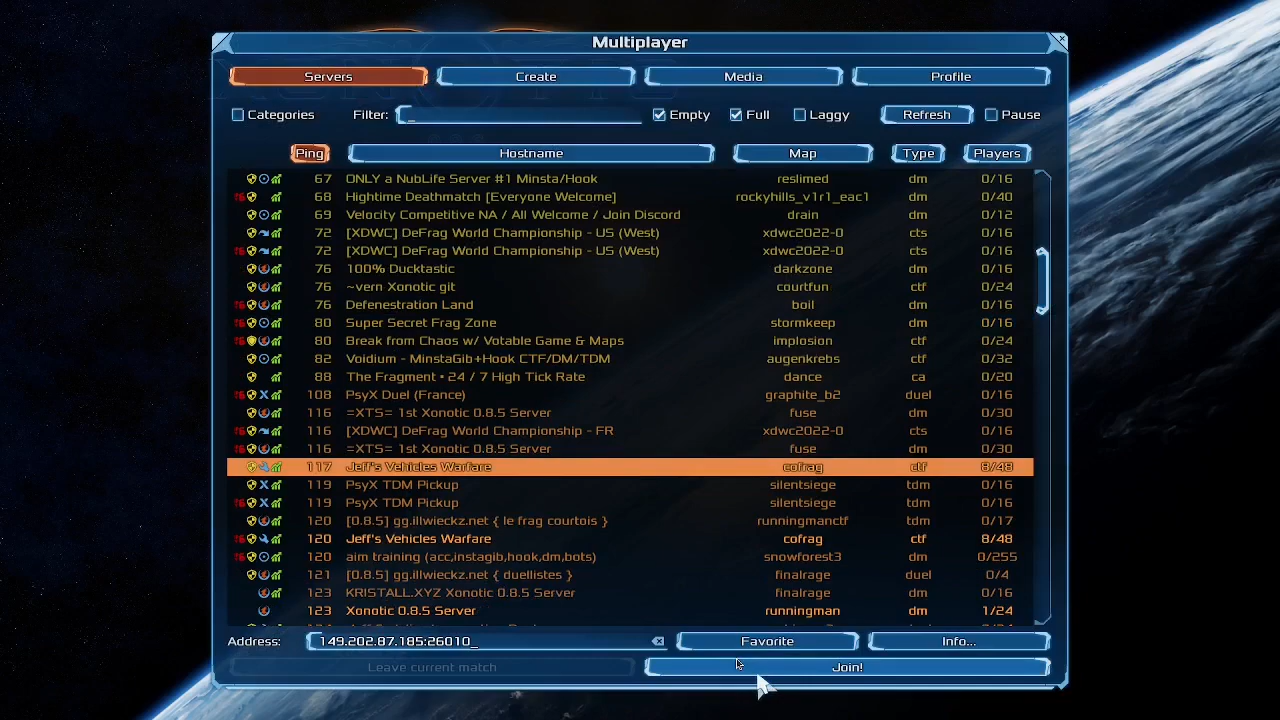 Multiplayer
Servers Create Media Profile
Categories Filter: _ Empty Full Laggy Refresh Pause
Ping Hostname Map Type Players
67 ONLY a NubLife Server #1 Minsta/Hook reslimed dm 0/16
68 Hightime Deathmatch [Everyone Welcome] rockyhills_v1r1_eac1 dm 0/40
69 Velocity Competitive NA / All Welcome / Join Discord drain dm 0/12
72 [XDWC] DeFrag World Championship - US (West) xdwc2022-0 cts 0/16
72 [XDWC] DeFrag World Championship - US (West) xdwc2022-0 cts 0/16
76 100% Ducktastic darkzone dm 0/16
76 ~vern Xonotic git courtfun ctf 0/24
76 Defenestration Land boil dm 0/16
80 Super Secret Frag Zone stormkeep dm 0/16
80 Break from Chaos w/ Votable Game & Maps implosion ctf 0/24
82 Voidium - MinstaGib+Hook CTF/DM/TDM augenkrebs ctf 0/32
88 The Fragment • 24 / 7 High Tick Rate dance ca 0/20
108 PsyX Duel (France) graphite_b2 duel 0/16
116 =XTS= 1st Xonotic 0.8.5 Server fuse dm 0/30
116 [XDWC] DeFrag World Championship - FR xdwc2022-0 cts 0/16
116 =XTS= 1st Xonotic 0.8.5 Server fuse dm 0/30
117 Jeff's Vehicles Warfare cofrag ctf 8/48
119 PsyX TDM Pickup silentsiege tdm 0/16
119 PsyX TDM Pickup silentsiege tdm 0/16
120 [0.8.5] gg.illwieckz.net { le frag courtois } runningmanctf tdm 0/17
120 Jeff's Vehicles Warfare cofrag ctf 8/48
120 aim training (acc,instagib,hook,dm,bots) snowforest3 dm 0/255
121 [0.8.5] gg.illwieckz.net { duellistes } finalrage duel 0/4
123 KRISTALL.XYZ Xonotic 0.8.5 Server finalrage dm 0/16
123 Xonotic 0.8.5 Server runningman dm 1/24
Address: 149.202.87.185:26010_ Favorite Info...
Leave current match Join!